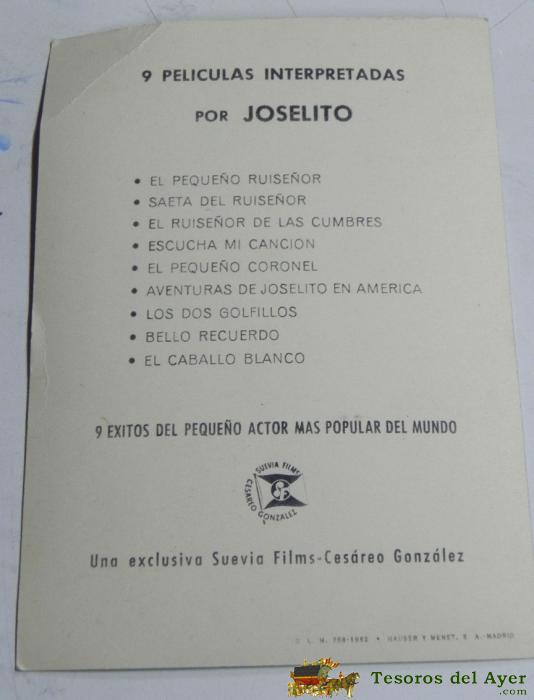 9 PELICULAS INTERPRETADAS
POR JOSELITO
• EL PEQUEÑO RUISEÑOR
• SAETA DEL RUISEÑOR
• EL RUISEÑOR DE LAS CUMBRES
• ESCUCHA MI CANCION
• EL PEQUEÑO CORONEL
• AVENTURAS DE JOSELITO EN AMERICA
• LOS DOS GOLFILLOS
• BELLO RECUERDO
• EL CABALLO BLANCO
9 EXITOS DEL PEQUEÑO ACTOR MAS POPULAR DEL MUNDO
SUEVIA FILMS
CESAREO GONZALEZ
Una exclusiva Suevia Films-Cesáreo González
D. L. M. 758-1962 • HAUSER Y MENET, S. A.-MADRID
Tesoros del Ayer
.com